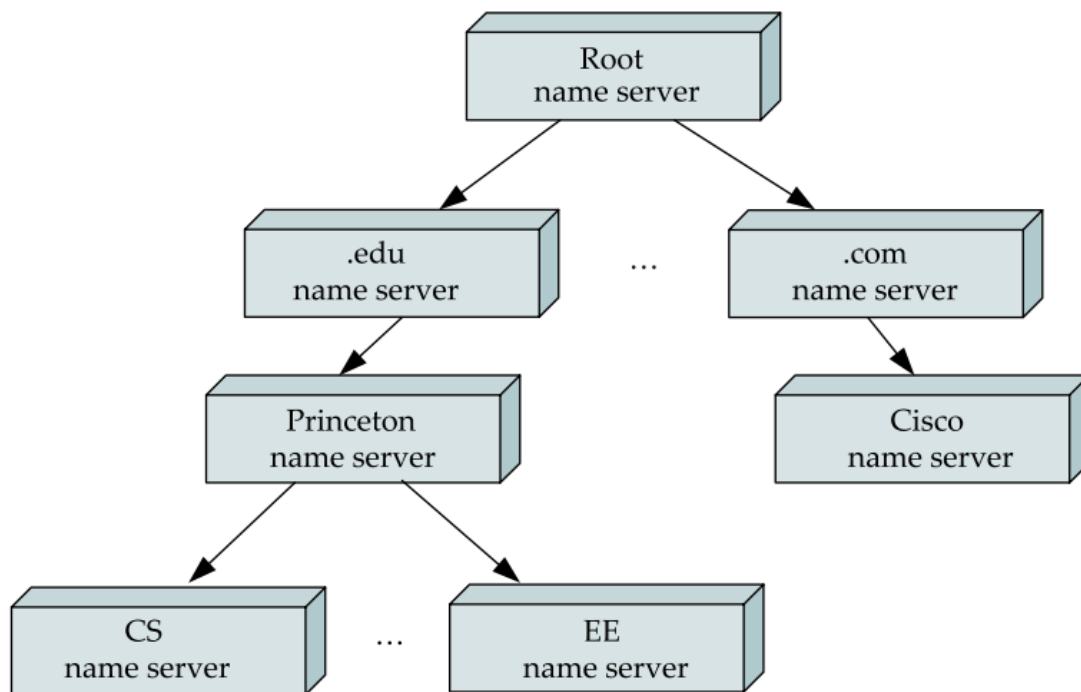 Root
name server
.edu
name server
...
.com
name server
Princeton
name server
Cisco
name server
CS
name server
...
EE
name server